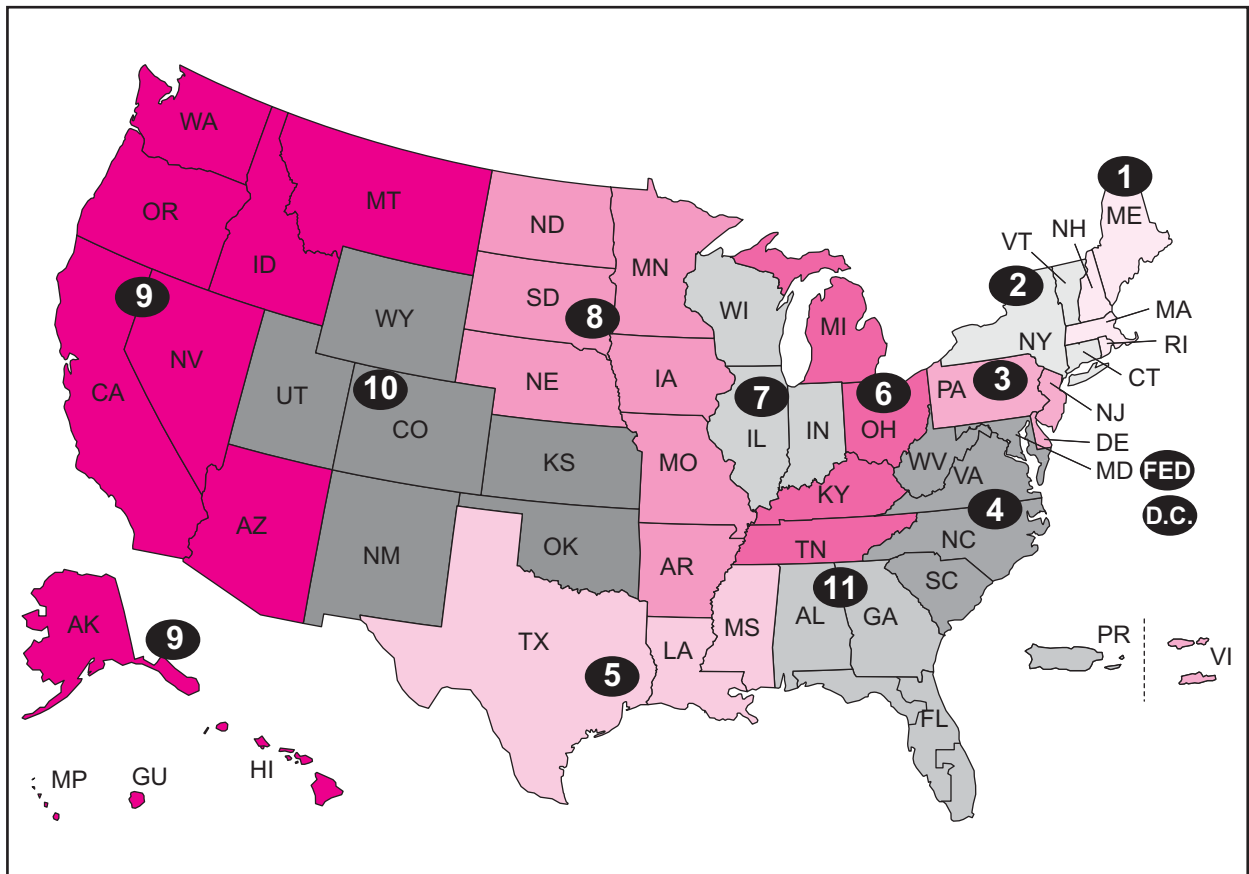 1
WA
ME
MT
OR
NH
VT
ND
MN
ID
9
2
SD
8
WI
MA
WY
MI
NY
RI
NV
NE
IA
CT
CA
UT
10
7
6
PA
3
NJ
CO
IL
IN
OH
DE
KS
MO
WV
VA
MD
FED
KY
4
D.C.
AZ
NM
OK
TN
NC
AR
SC
11
AL
GA
AK
9
TX
MS
LA
5
PR
VI
FL
MP
GU
HI